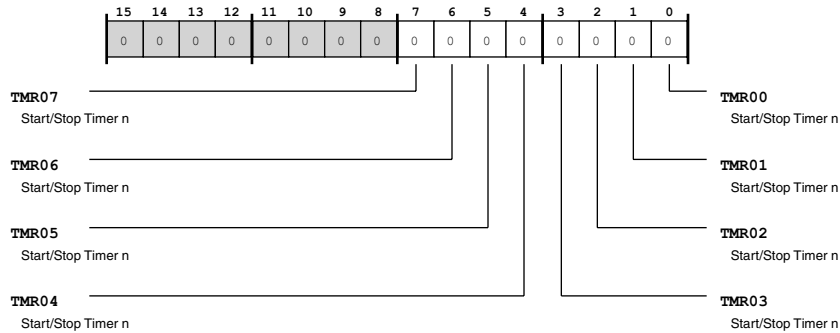 15 14 13 12 11 10 9 8 7 6 5 4 3 2 1 0
0 0 0 0 0 0 0 0 0 0 0 0 0 0 0 0
TMR07
Start/Stop Timer n
TMR06
Start/Stop Timer n
TMR05
Start/Stop Timer n
TMR04
Start/Stop Timer n
TMR00
Start/Stop Timer n
TMR01
Start/Stop Timer n
TMR02
Start/Stop Timer n
TMR03
Start/Stop Timer n